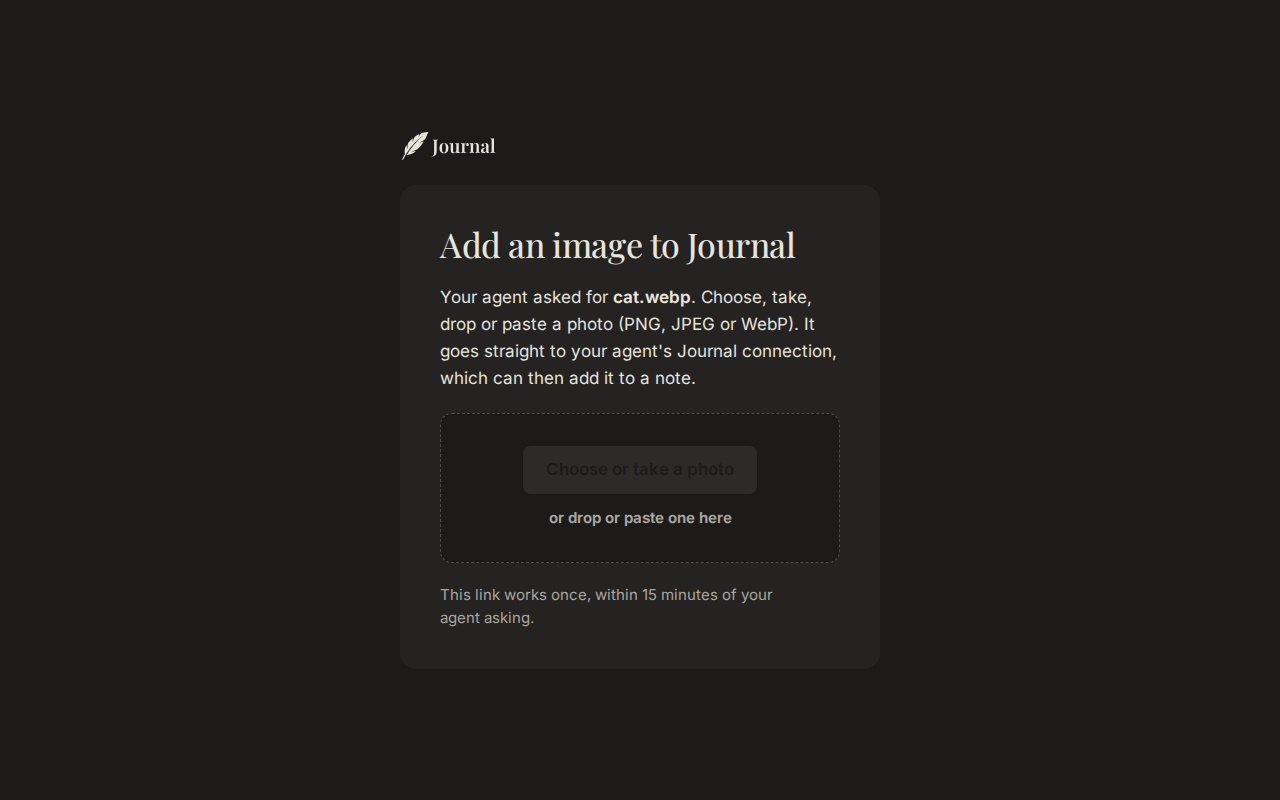 Journal
Add an image to Journal
Your agent asked for cat.webp. Choose, take,
drop or paste a photo (PNG, JPEG or WebP). It
goes straight to your agent's Journal connection,
which can then add it to a note.
Choose or take a photo
or drop or paste one here
This link works once, within 15 minutes of your
agent asking.